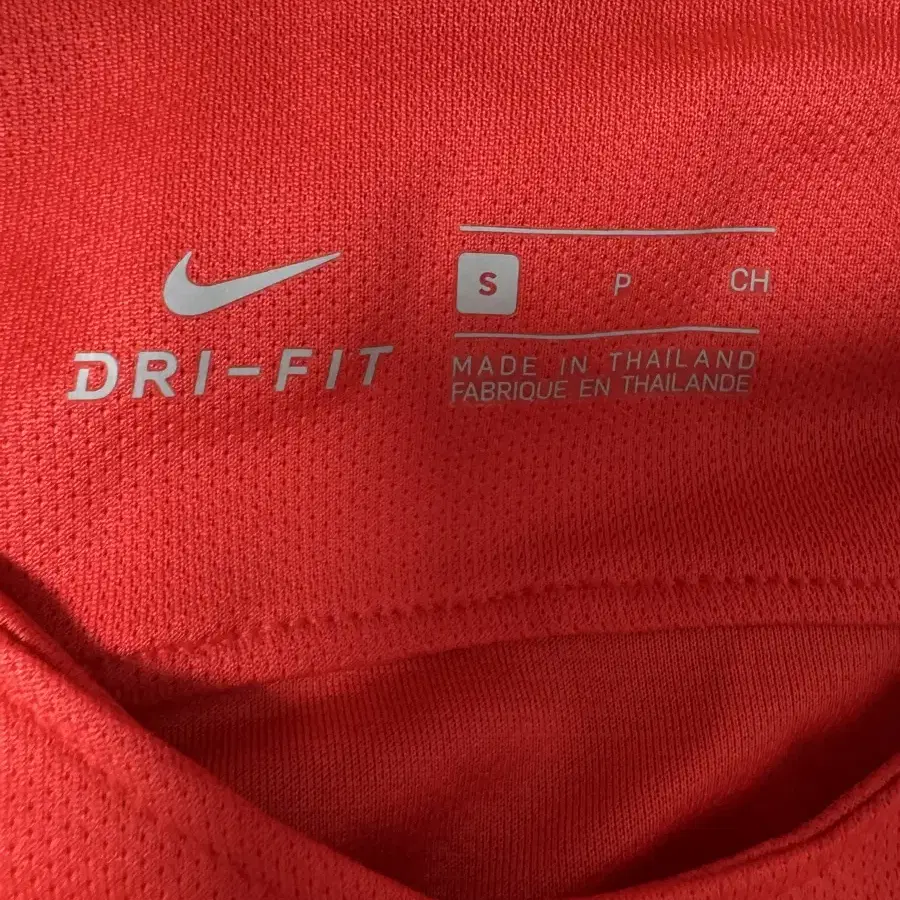 DRI-FIT
S P CH
MADE IN THAILAND
FABRIQUE EN THAILANDE